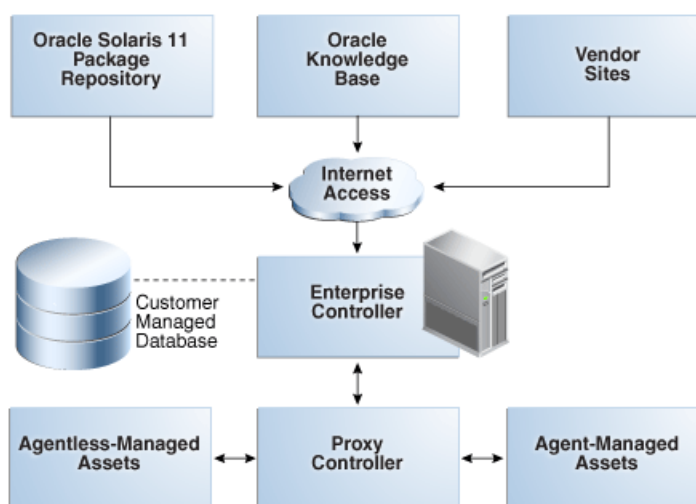 Oracle Solaris 11
Package
Repository
Oracle
Knowledge
Base
Vendor
Sites
Internet
Access
Customer
Managed
Database
Enterprise
Controller
Agentless-Managed
Assets
Proxy
Controller
Agent-Managed
Assets